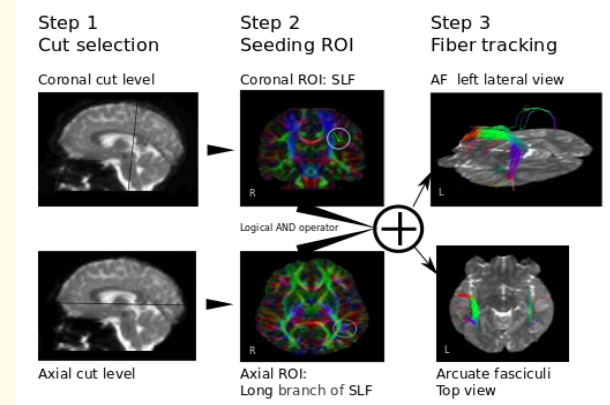 Step 1
Cut selection
Step 2
Seeding ROI
Step 3
Fiber tracking
Coronal cut level
Coronal ROI: SLF
AF left lateral view
R
L
Logical AND operator
R
L
Axial cut level
Axial ROI:
Long branch of SLF
Arcuate fasciculi
Top view